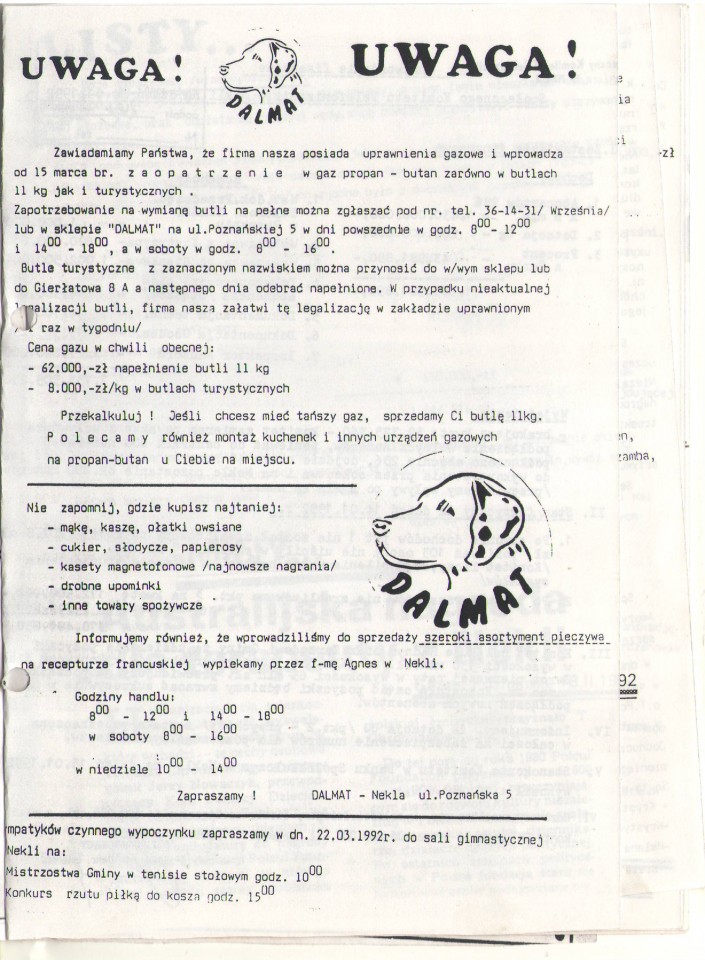 UWAGA! UWAGA!
DALMAT
Zawiadamiamy Państwa, że firma nasza posiada uprawnienia gazowe i wprowadza
od 15 marca br. z a o p a t r z e n i e w gaz propan - butan zarówno w butlach
11 kg jak i turystycznych .
Zapotrzebowanie na wymianę butli na pełne można zgłaszać pod nr. tel. 36-14-31/ Września/
lub w sklepie "DALMAT" na ul.Poznańskiej 5 w dni powszednie w godz. 8⁰⁰- 12⁰⁰
i 14⁰⁰ - 18⁰⁰, a w soboty w godz. 8⁰⁰ - 16⁰⁰.
Butle turystyczne z zaznaczonym nazwiskiem można przynosić do w/wym sklepu lub
do Gierłatowa 8 A a następnego dnia odebrać napełnione. W przypadku nieaktualnej
legalizacji butli, firma nasza załatwi tę legalizację w zakładzie uprawnionym
raz w tygodniu/
Cena gazu w chwili obecnej:
- 62.000,-zł napełnienie butli 11 kg
- 8.000,-zł/kg w butlach turystycznych
Przekalkuluj ! Jeśli chcesz mieć tańszy gaz, sprzedamy Ci butlę 11kg.
P o l e c a m y również montaż kuchenek i innych urządzeń gazowych
na propan-butan u Ciebie na miejscu.
Nie zapomnij, gdzie kupisz najtaniej:
- mąkę, kaszę, płatki owsiane
- cukier, słodycze, papierosy
- kasety magnetofonowe /najnowsze nagrania/
- drobne upominki
- inne towary spożywcze
DALMAT
Informujemy również, że wprowadziliśmy do sprzedaży szeroki asortyment pieczywa
na recepturze francuskiej wypiekamy przez f-mę Agnes w Nekli.
Godziny handlu:
8⁰⁰ - 12⁰⁰ i 14⁰⁰ - 18⁰⁰
w soboty 8⁰⁰ - 16⁰⁰
w niedziele 10⁰⁰ - 14⁰⁰
Zapraszamy ! DALMAT - Nekla ul.Poznańska 5
mpatyków czynnego wypoczynku zapraszamy w dn. 22.03.1992r. do sali gimnastycznej
Nekli na:
Mistrzostwa Gminy w tenisie stołowym godz. 10⁰⁰
Konkurs rzutu piłką do kosza godz. 15⁰⁰
-zł
zamba,
92